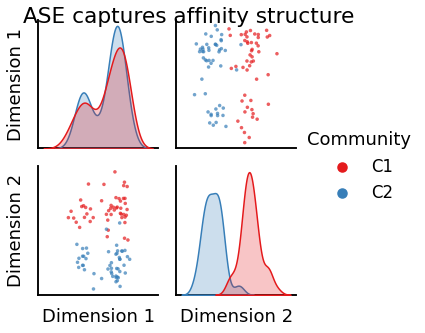 ASE captures affinity structure
Dimension 1
Community
C1
C2
Dimension 2
Dimension 1
Dimension 2